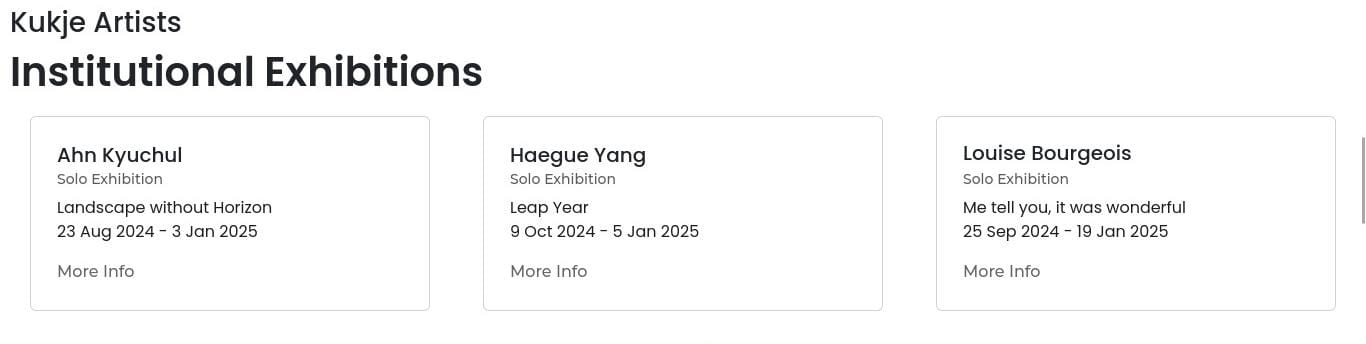 Kukje Artists
Institutional Exhibitions
Ahn Kyuchul
Solo Exhibition
Landscape without Horizon
23 Aug 2024 - 3 Jan 2025
More Info
Haegue Yang
Solo Exhibition
Leap Year
9 Oct 2024 - 5 Jan 2025
More Info
Louise Bourgeois
Solo Exhibition
Me tell you, it was wonderful
25 Sep 2024 - 19 Jan 2025
More Info